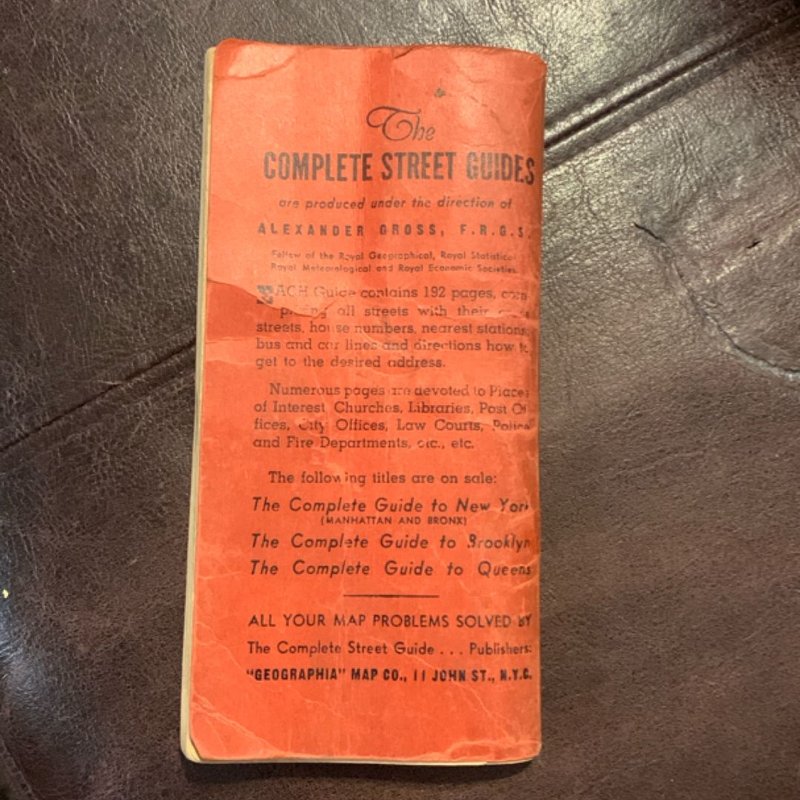 The
COMPLETE STREET GUIDES
are produced under the direction of
ALEXANDER GROSS, F.R.G.S.
Fellow of the Royal Geographical, Royal Statistical
Royal Meteorological and Royal Economic Societies.
EACH Guide contains 192 pages, com-
prising all streets with their cross
streets, house numbers, nearest stations,
bus and car lines and directions how to
get to the desired address.
Numerous pages are devoted to Places
of Interest Churches, Libraries, Post Of-
fices, City Offices, Law Courts, Police
and Fire Departments, etc., etc.
The following titles are on sale:
The Complete Guide to New York
(MANHATTAN AND BRONX)
The Complete Guide to Brooklyn
The Complete Guide to Queens
ALL YOUR MAP PROBLEMS SOLVED BY
The Complete Street Guide ... Publishers:
"GEOGRAPHIA" MAP CO., 11 JOHN ST., N.Y.C.